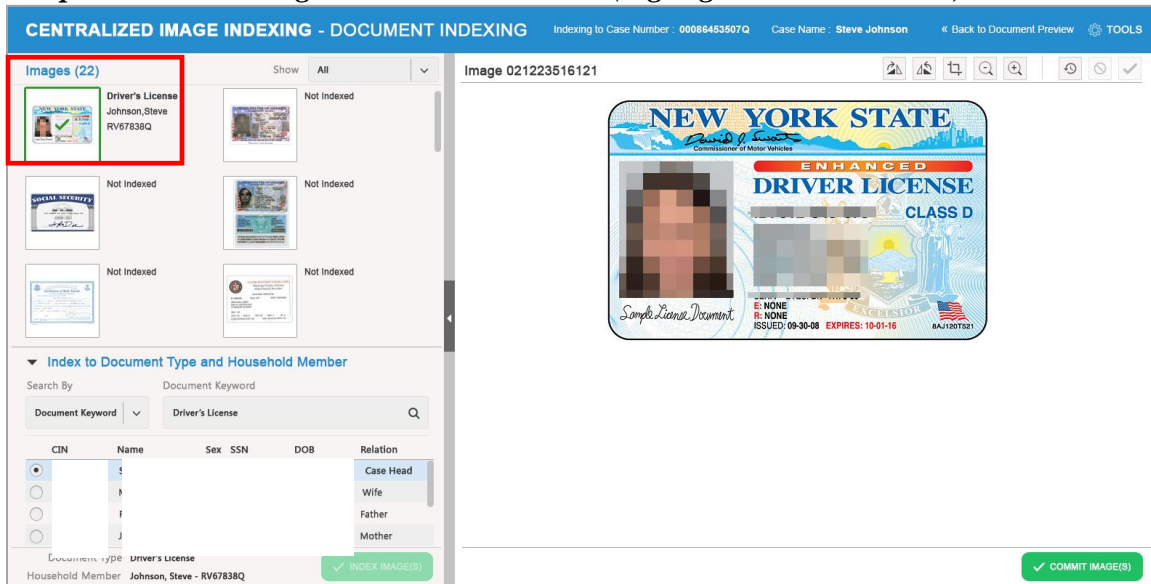 CENTRALIZED IMAGE INDEXING - DOCUMENT INDEXING
Indexing to Case Number : 00086453507Q
Case Name : Steve Johnson
« Back to Document Preview
TOOLS
Images (22)
Show All
Driver's License
Johnson,Steve
RV67838Q
Not Indexed
SOCIAL SECURITY
Not Indexed
Not Indexed
Not Indexed
Not Indexed
Index to Document Type and Household Member
Search By
Document Keyword
Document Keyword
Driver's License
CIN Name Sex SSN DOB Relation
Case Head
Wife
Father
Mother
Document Type Driver's License
Household Member Johnson, Steve - RV67838Q
INDEX IMAGE(S)
Image 021223516121
NEW YORK STATE
Commissioner of Motor Vehicles
ENHANCED
DRIVER LICENSE
CLASS D
Sample License Document
E: NONE
R: NONE
ISSUED: 09-30-08 EXPIRES: 10-01-16
EXCELSIOR
8AJ120T521
COMMIT IMAGE(S)